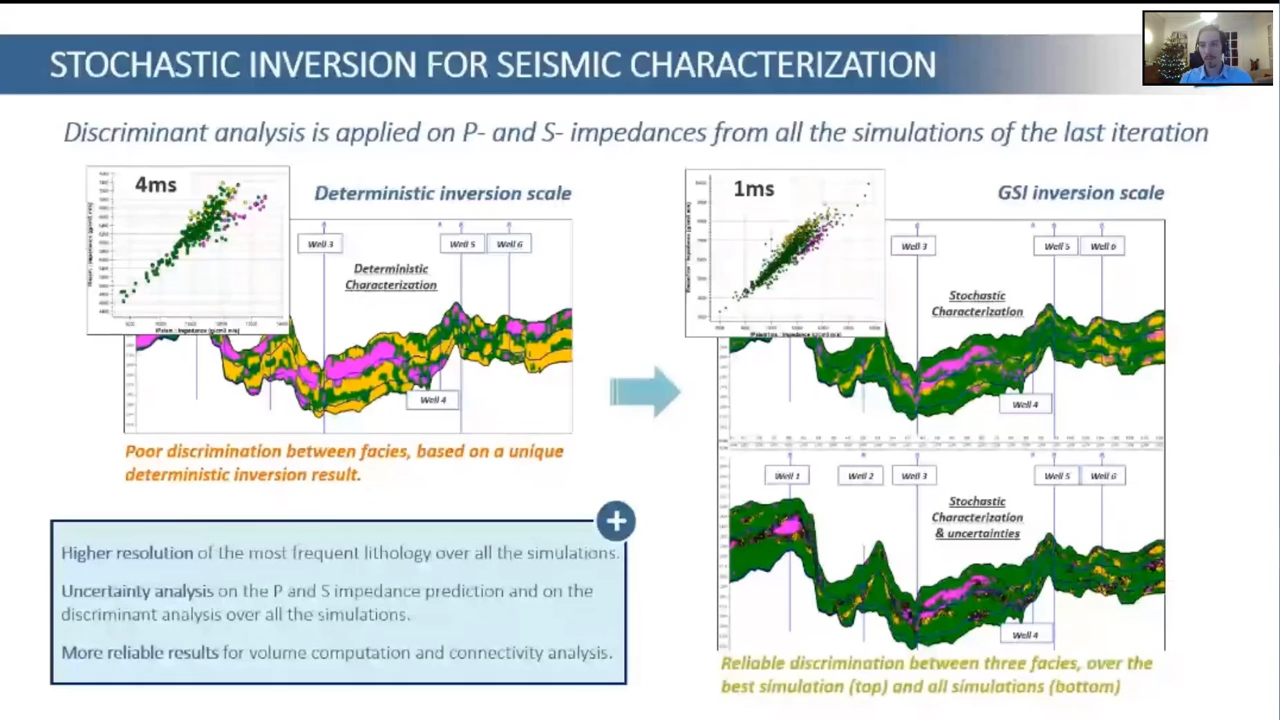 STOCHASTIC INVERSION FOR SEISMIC CHARACTERIZATION
Discriminant analysis is applied on P- and S- impedances from all the simulations of the last iteration
4ms
Deterministic inversion scale
Well 3
Well 5
Well 6
Deterministic
Characterization
Well 4
Poor discrimination between facies, based on a unique
deterministic inversion result.
Higher resolution of the most frequent lithology over all the simulations.
Uncertainty analysis on the P and S impedance prediction and on the
discriminant analysis over all the simulations.
More reliable results for volume computation and connectivity analysis.
1ms
GSI inversion scale
Well 3
Well 5
Well 6
Stochastic
Characterization
Well 4
Well 1
Well 2
Well 3
Well 5
Well 6
Stochastic
Characterization
& uncertainties
Well 4
Reliable discrimination between three facies, over the
best simulation (top) and all simulations (bottom)